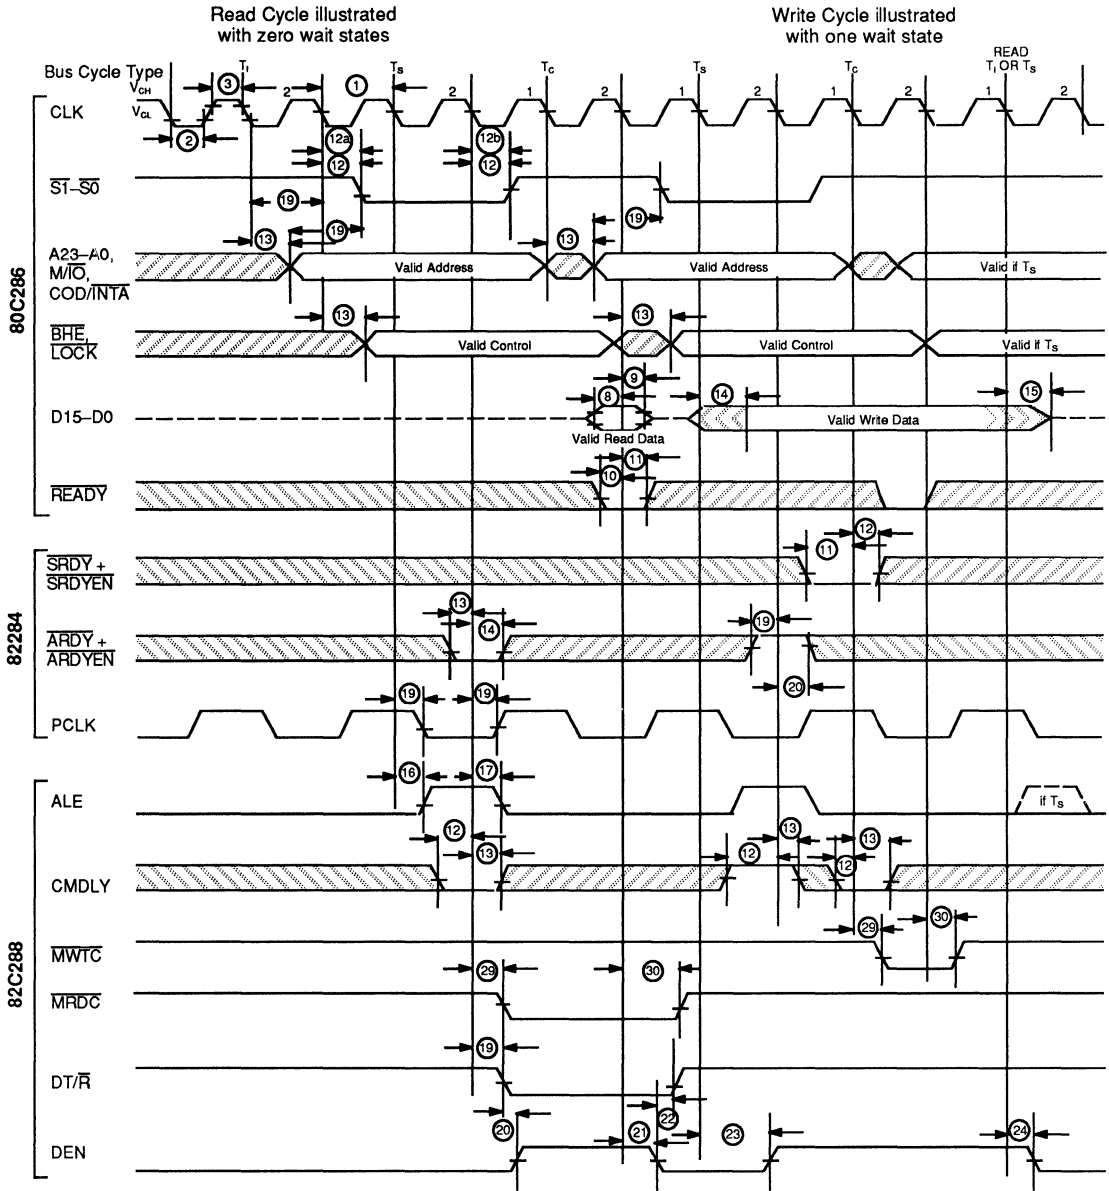 Read Cycle illustrated
with zero wait states
Write Cycle illustrated
with one wait state
Bus Cycle Type
TI
TS
TC
TS
TC
READ
TI OR TS
VCH
VCL
80C286
CLK
3
2
1
2
1
2
1
2
1
2
1
2
2
12a
12
12b
12
S1–S0
19
19
19
13
13
A23–A0,
M/IO,
COD/INTA
Valid Address
Valid Address
Valid if TS
13
13
BHE,
LOCK
Valid Control
Valid Control
Valid if TS
9
8
14
15
D15–D0
Valid Read Data
Valid Write Data
11
10
READY
82284
12
11
SRDY +
SRDYEN
13
14
19
ARDY +
ARDYEN
20
19
19
PCLK
82C288
16
17
ALE
if TS
12
13
12
13
12
13
CMDLY
29
30
MWTC
29
30
MRDC
19
DT/R
20
21
22
23
24
DEN